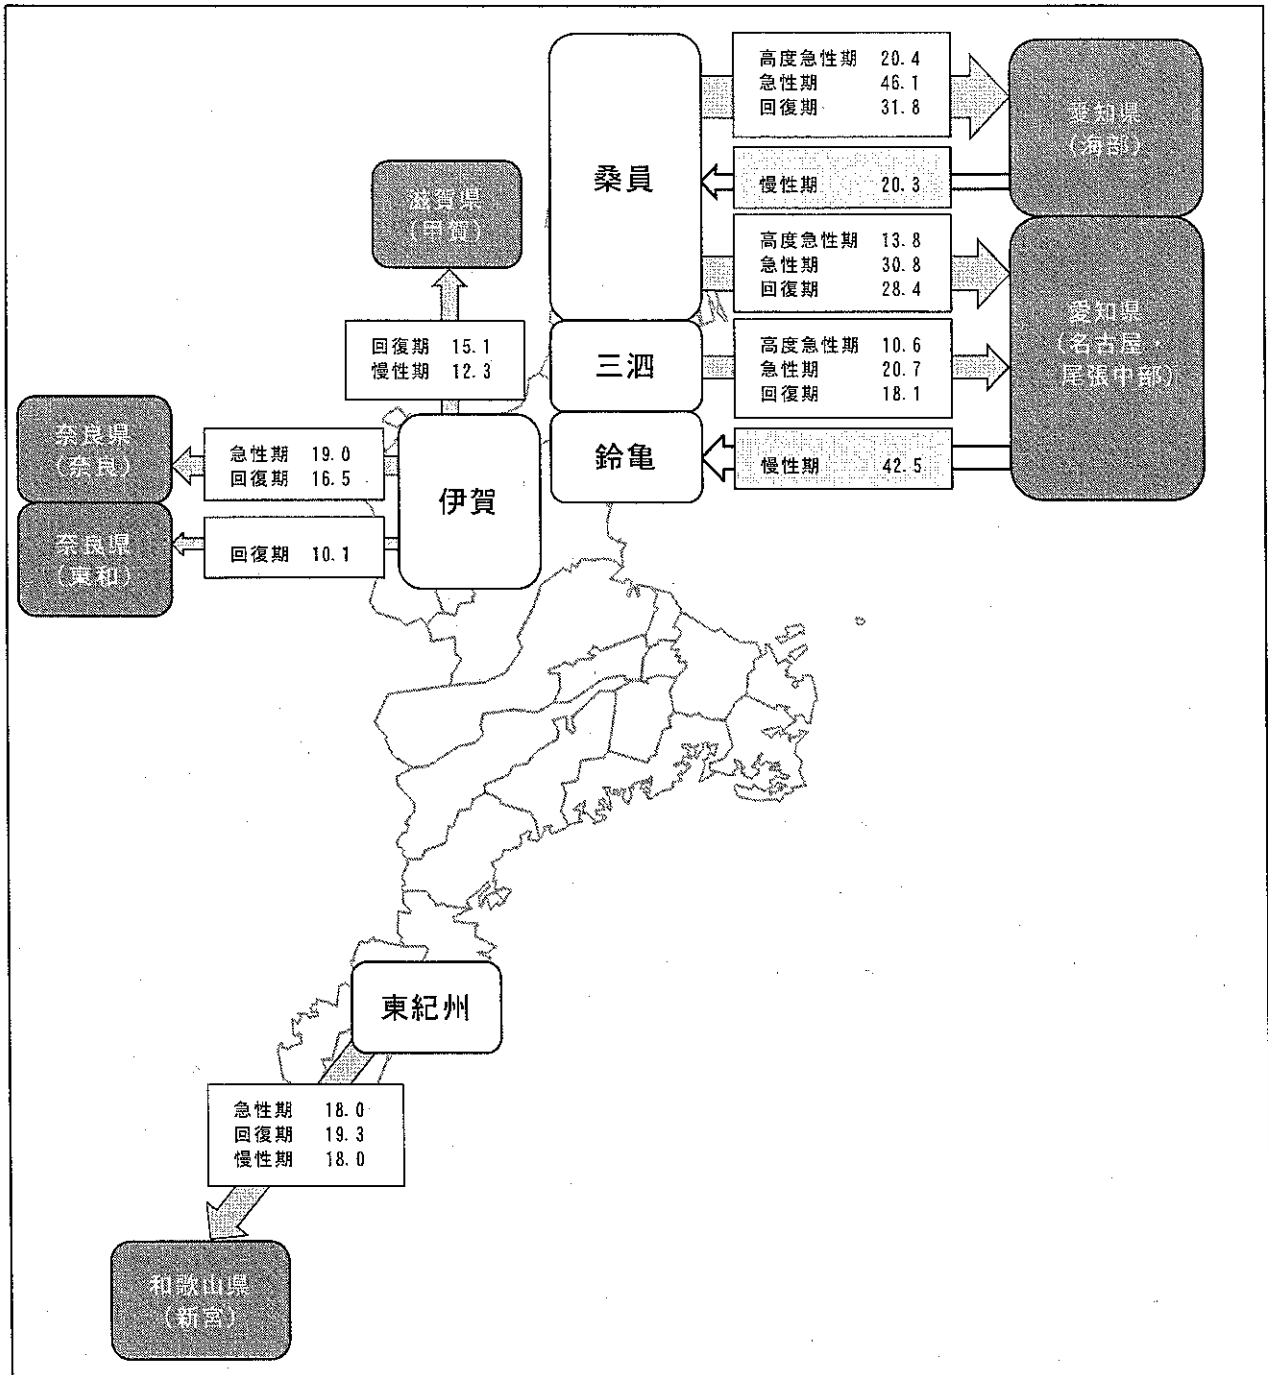 高度急性期 20.4
急性期 46.1
回復期 31.8
愛知県
(海部)
桑員
慢性期 20.3
滋賀県
(甲賀)
高度急性期 13.8
急性期 30.8
回復期 28.4
愛知県
(名古屋・
尾張中部)
回復期 15.1
慢性期 12.3
三泗
高度急性期 10.6
急性期 20.7
回復期 18.1
奈良県
(奈良)
急性期 19.0
回復期 16.5
鈴亀
慢性期 42.5
伊賀
奈良県
(東和)
回復期 10.1
東紀州
急性期 18.0
回復期 19.3
慢性期 18.0
和歌山県
(新宮)